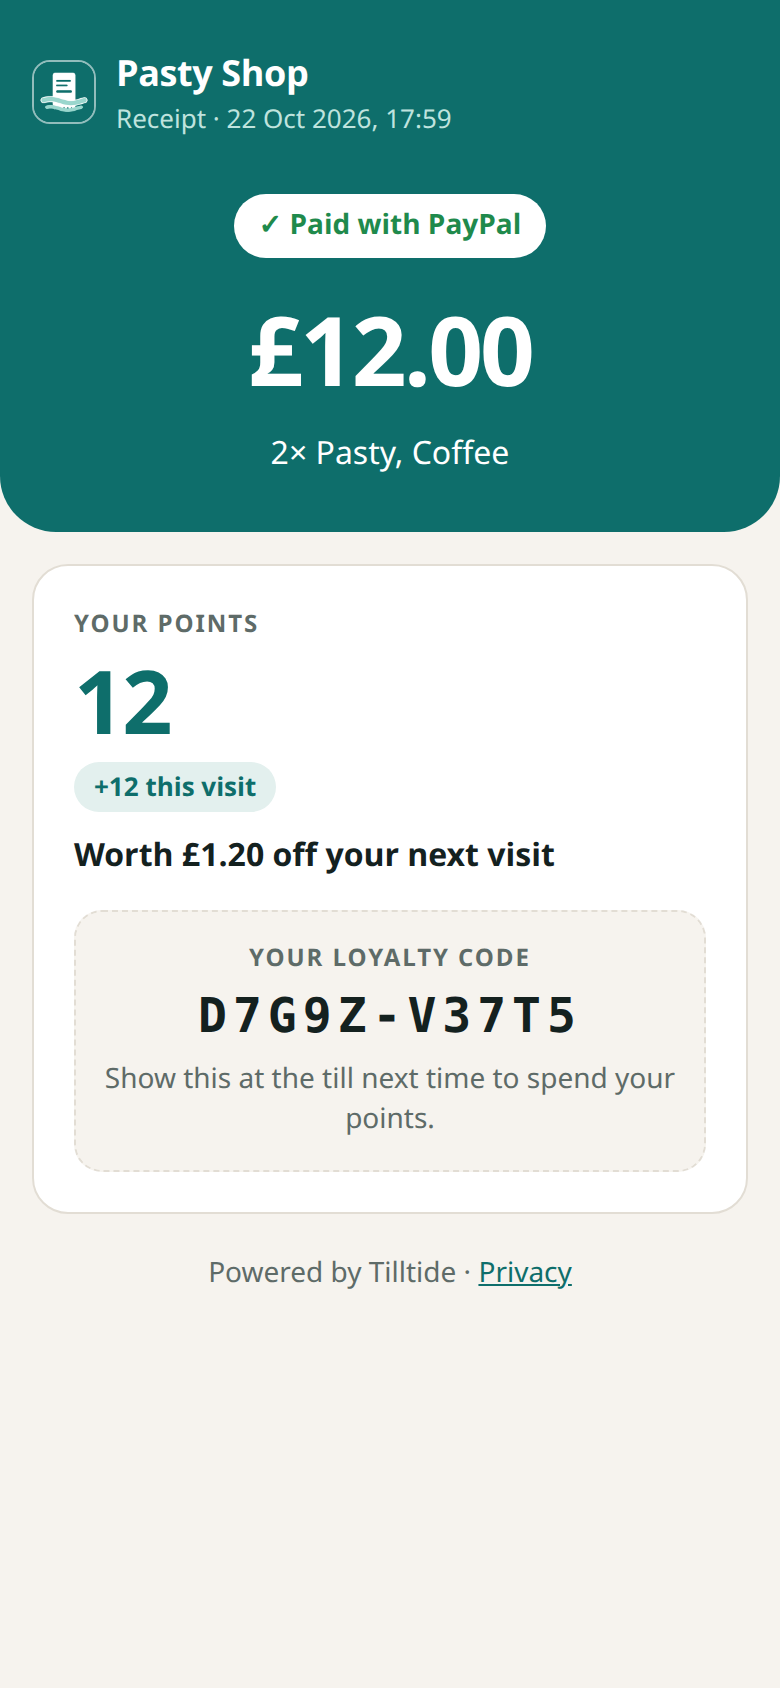 Pasty Shop
Receipt · 22 Oct 2026, 17:59
✓ Paid with PayPal
£12.00
2× Pasty, Coffee
YOUR POINTS
12
+12 this visit
Worth £1.20 off your next visit
YOUR LOYALTY CODE
D7G9Z-V37T5
Show this at the till next time to spend your
points.
Powered by Tilltide · Privacy